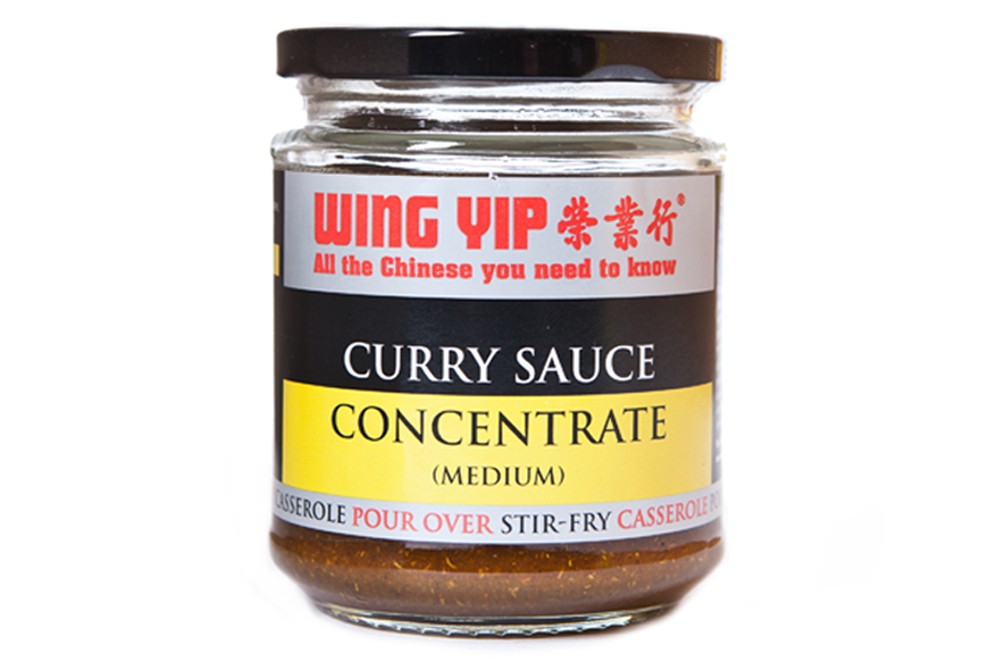 WING YIP 榮業行®
All the Chinese you need to know
CURRY SAUCE
CONCENTRATE
(MEDIUM)
CASSEROLE POUR OVER STIR-FRY CASSEROLE